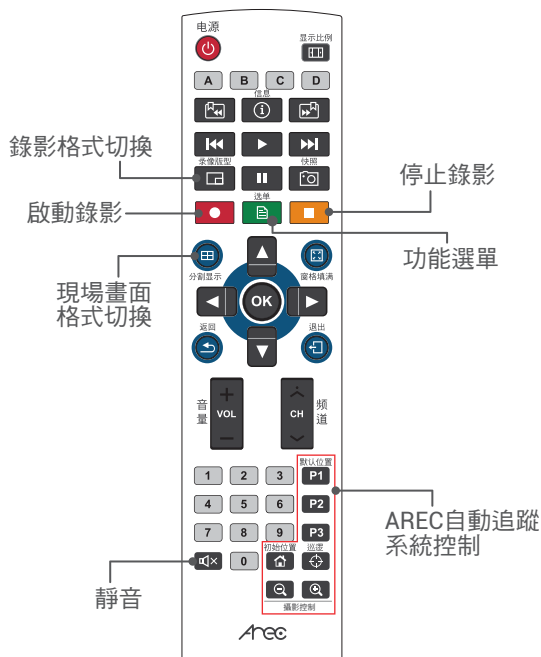 电源
显示比例
A B C D
信息
录像版型
快照
錄影格式切換
选单
停止錄影
啟動錄影
功能選單
分割显示
窗格填满
OK
現場畫面
格式切換
返回
退出
音量
VOL
CH
频道
默认位置
1 2 3 P1
4 5 6 P2
7 8 9 P3
AREC自動追蹤
系統控制
初始位置
巡逻
0
攝影控制
靜音
Arec